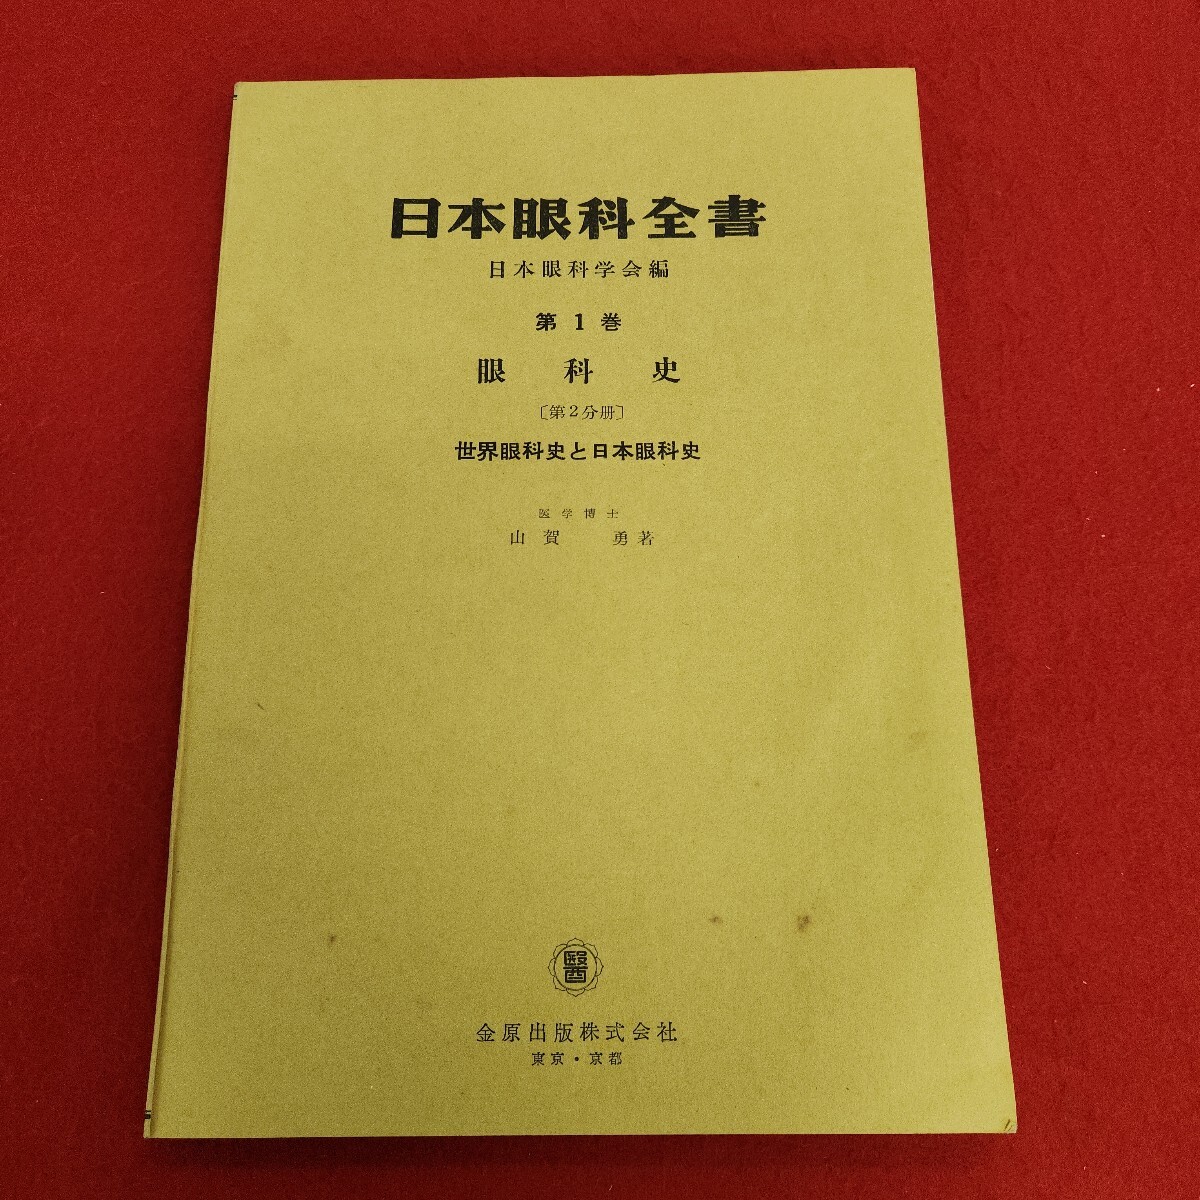 日本眼科全書
日本眼科学会編
第1巻
眼科史
〔第2分册〕
世界眼科史と日本眼科史
医学博士
山賀 勇著
醫
金原出版株式会社
東京・京都